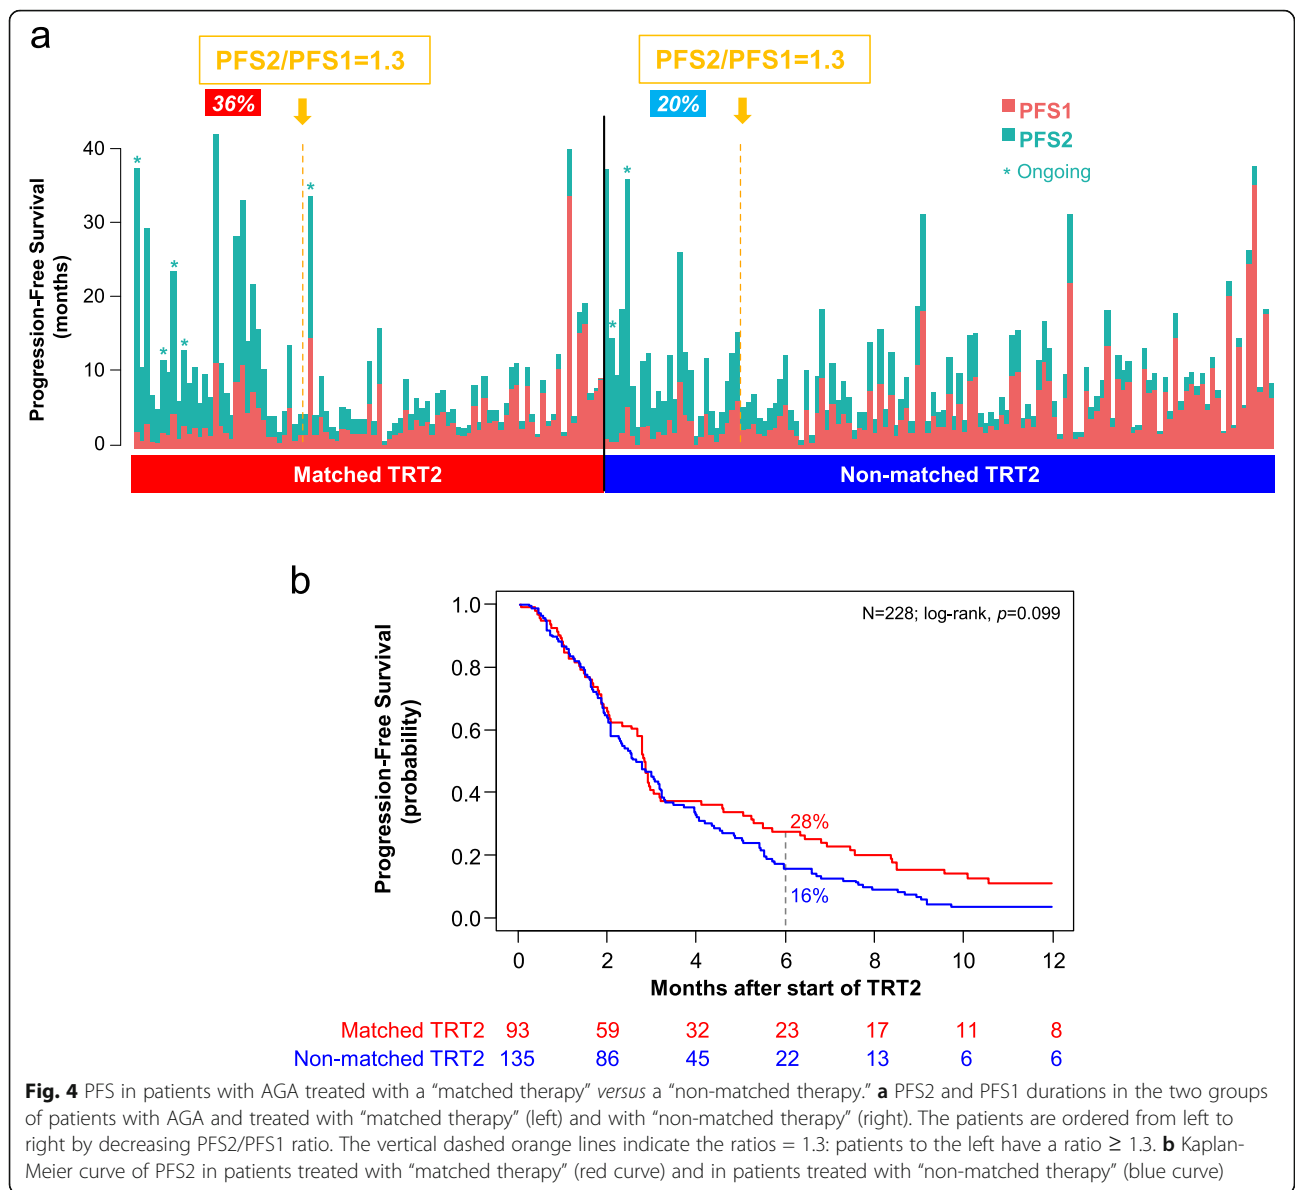 a
PFS2/PFS1=1.3
PFS2/PFS1=1.3
36%
20%
PFS1
PFS2
* Ongoing
*
*
*
*
*
*
*
Progression-Free Survival
(months)
40
30
20
10
0
Matched TRT2
Non-matched TRT2
b
N=228; log-rank, p=0.099
Progression-Free Survival
(probability)
1.0
0.8
0.6
0.4
0.2
0.0
28%
16%
0 2 4 6 8 10 12
Months after start of TRT2
Matched TRT2 93 59 32 23 17 11 8
Non-matched TRT2 135 86 45 22 13 6 6
Fig. 4 PFS in patients with AGA treated with a “matched therapy” versus a “non-matched therapy.” a PFS2 and PFS1 durations in the two groups
of patients with AGA and treated with “matched therapy” (left) and with “non-matched therapy” (right). The patients are ordered from left to
right by decreasing PFS2/PFS1 ratio. The vertical dashed orange lines indicate the ratios = 1.3: patients to the left have a ratio ≥ 1.3. b Kaplan-
Meier curve of PFS2 in patients treated with “matched therapy” (red curve) and in patients treated with “non-matched therapy” (blue curve)